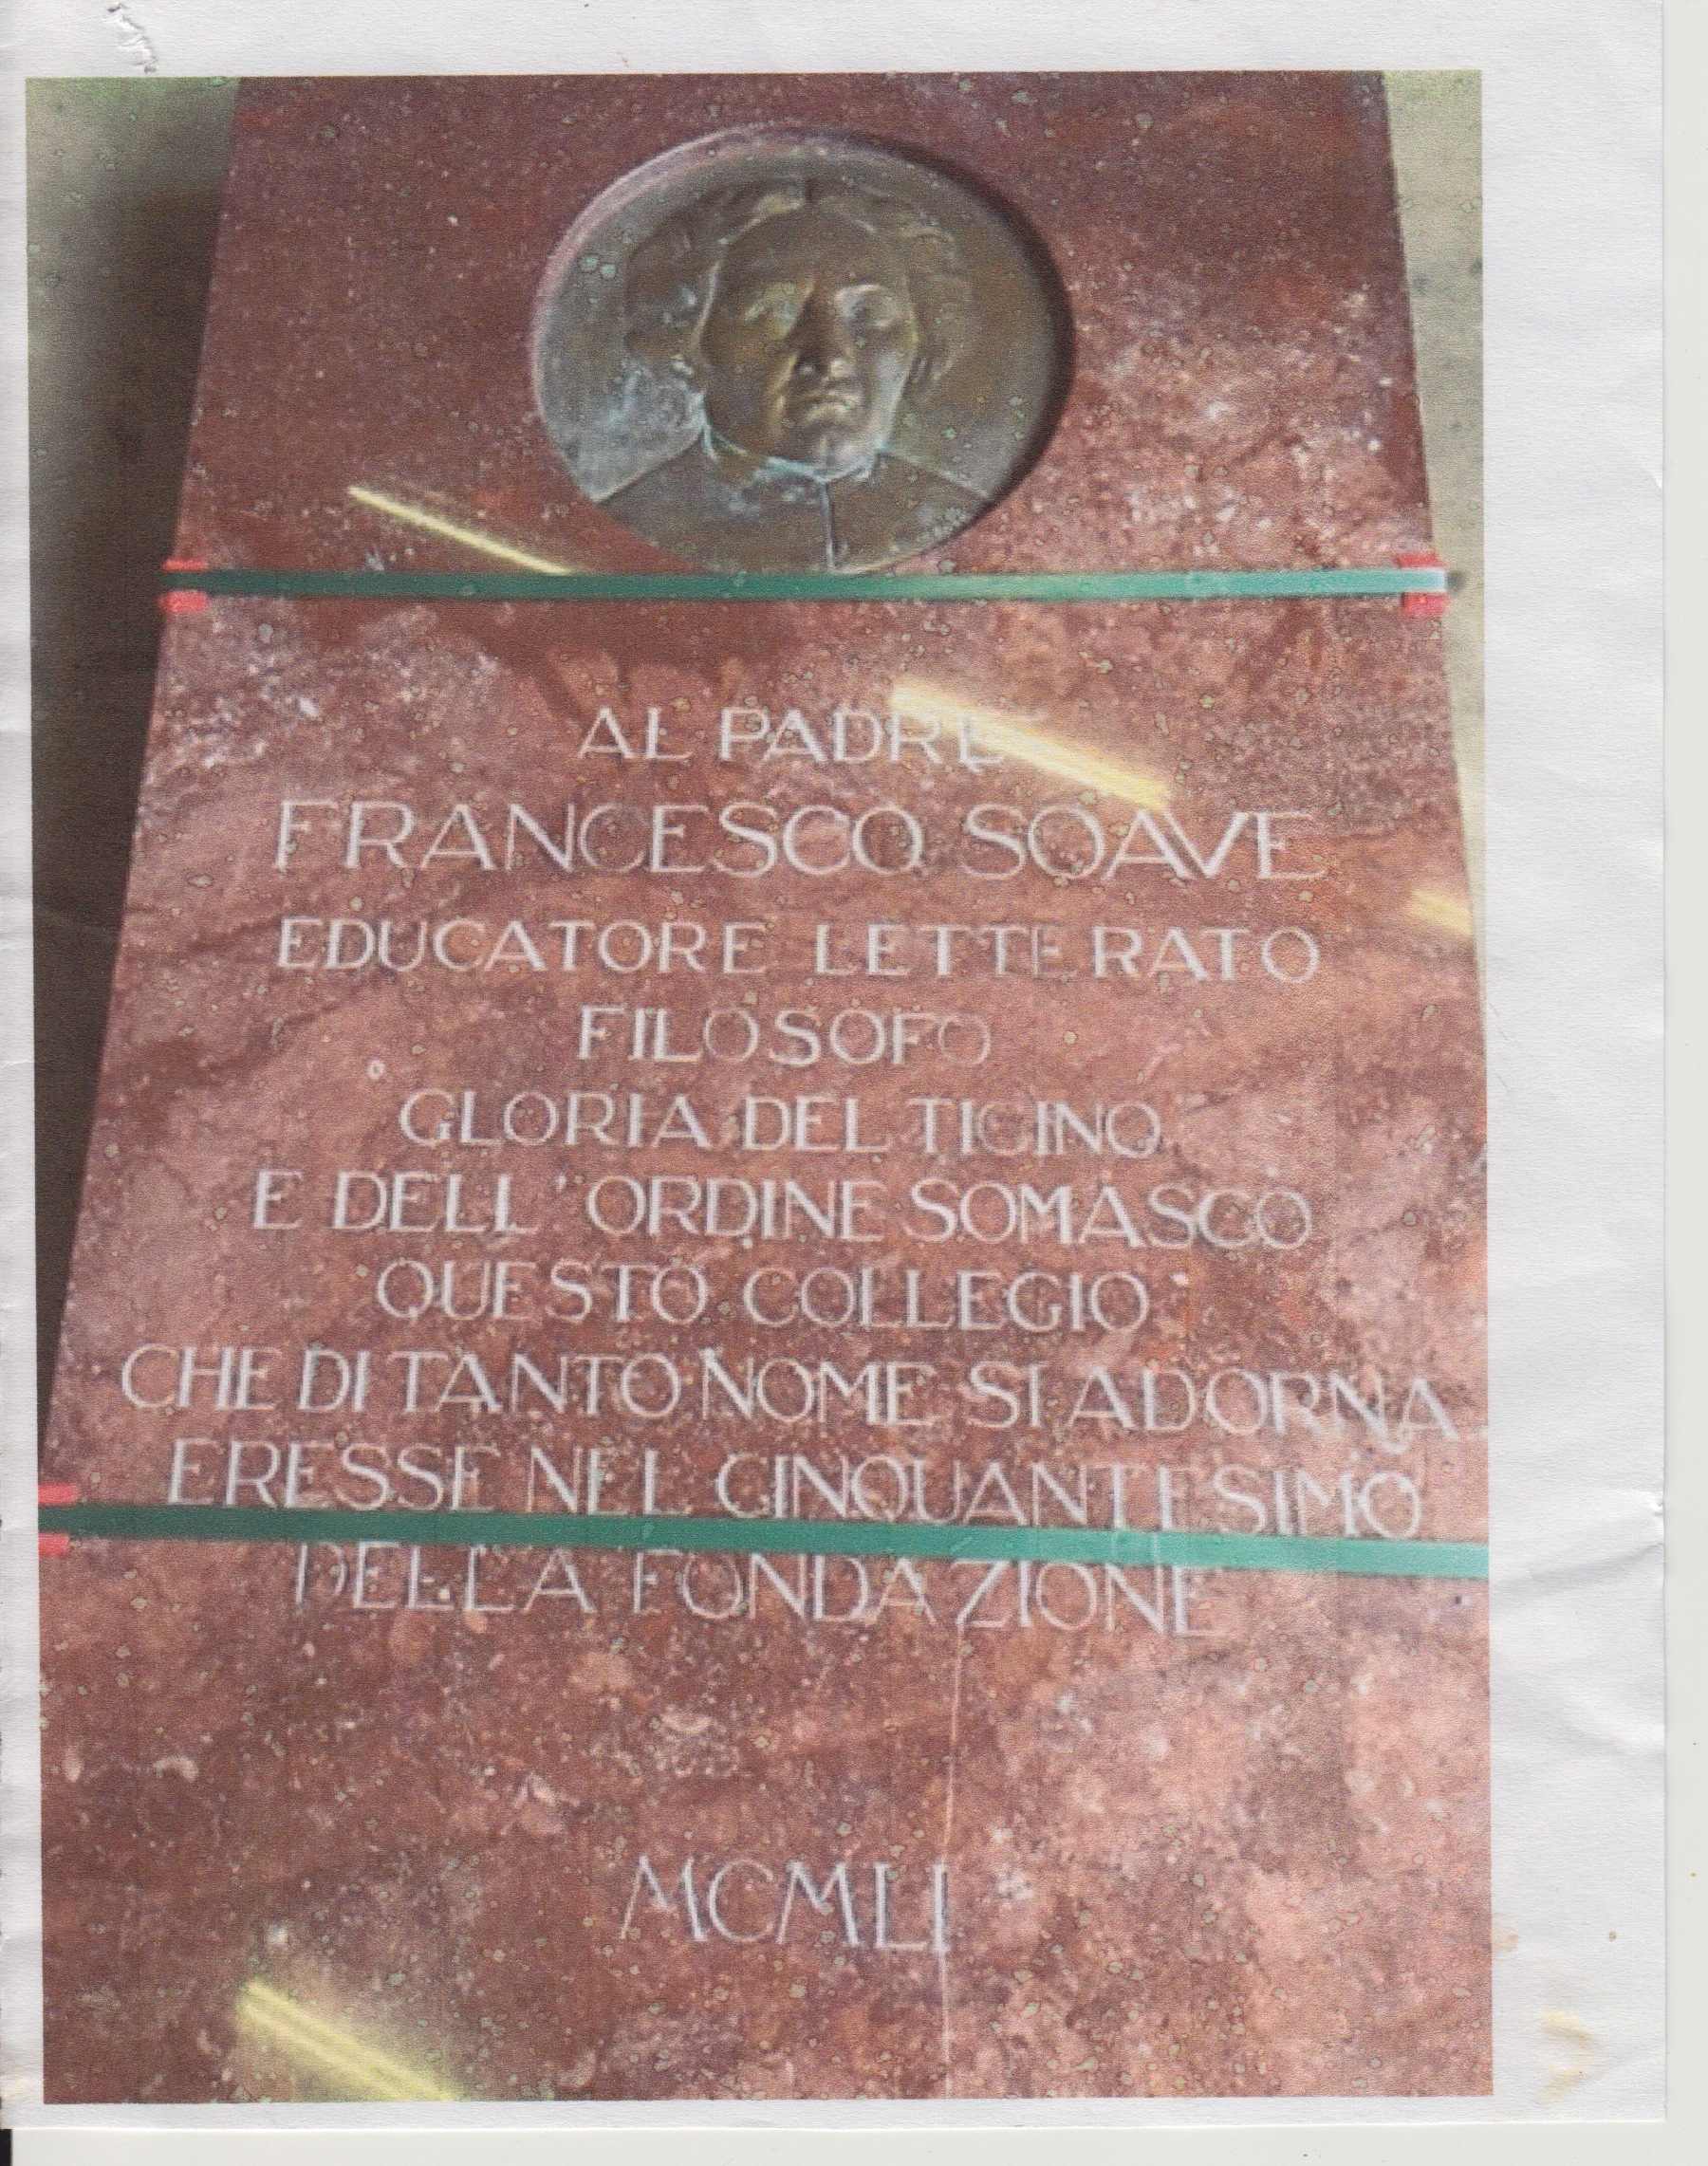 AL PADRE
FRANCESCO SOAVE
EDUCATORE LETTERATO
FILOSOFO
GLORIA DEL TICINO
E DELL'ORDINE SOMASCO
QUESTO COLLEGIO
CHE DI TANTO NOME SI ADORNA
ERESSE NEL CINQUANTESIMO
DELLA FONDAZIONE
MCMLI